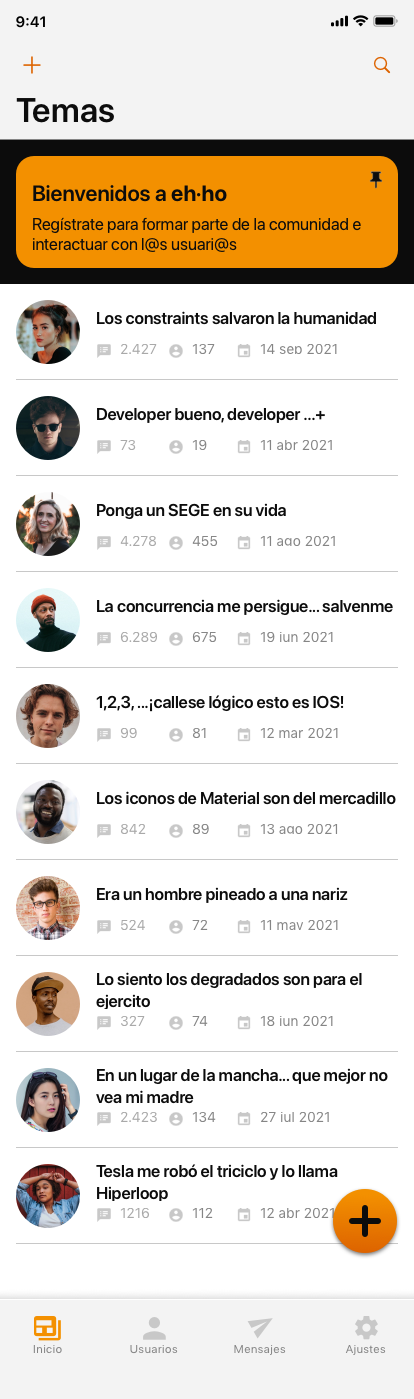 9:41
Temas
Bienvenidos a eh·ho
Regístrate para formar parte de la comunidad e
interactuar con l@s usuari@s
Los constraints salvaron la humanidad
2.427 137 14 sep 2021
Developer bueno, developer ...+
73 19 11 abr 2021
Ponga un SEGE en su vida
4.278 455 11 ago 2021
La concurrencia me persigue... salvenme
6.289 675 19 jun 2021
1,2,3, ...¡callese lógico esto es IOS!
99 81 12 mar 2021
Los iconos de Material son del mercadillo
842 89 13 ago 2021
Era un hombre pineado a una nariz
524 72 11 may 2021
Lo siento los degradados son para el
ejercito
327 74 18 jun 2021
En un lugar de la mancha... que mejor no
vea mi madre
2.423 134 27 jul 2021
Tesla me robó el triciclo y lo llama
Hiperloop
1216 112 12 abr 2021
Inicio Usuarios Mensajes Ajustes